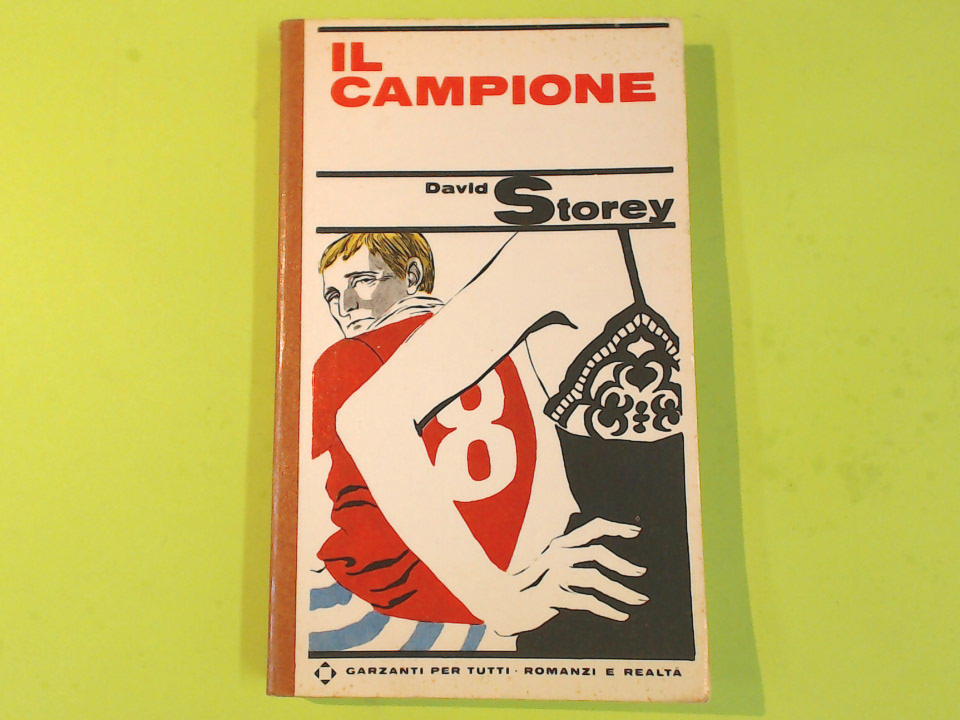 IL
CAMPIONE
David Storey
8
GARZANTI PER TUTTI · ROMANZI E REALTÀ